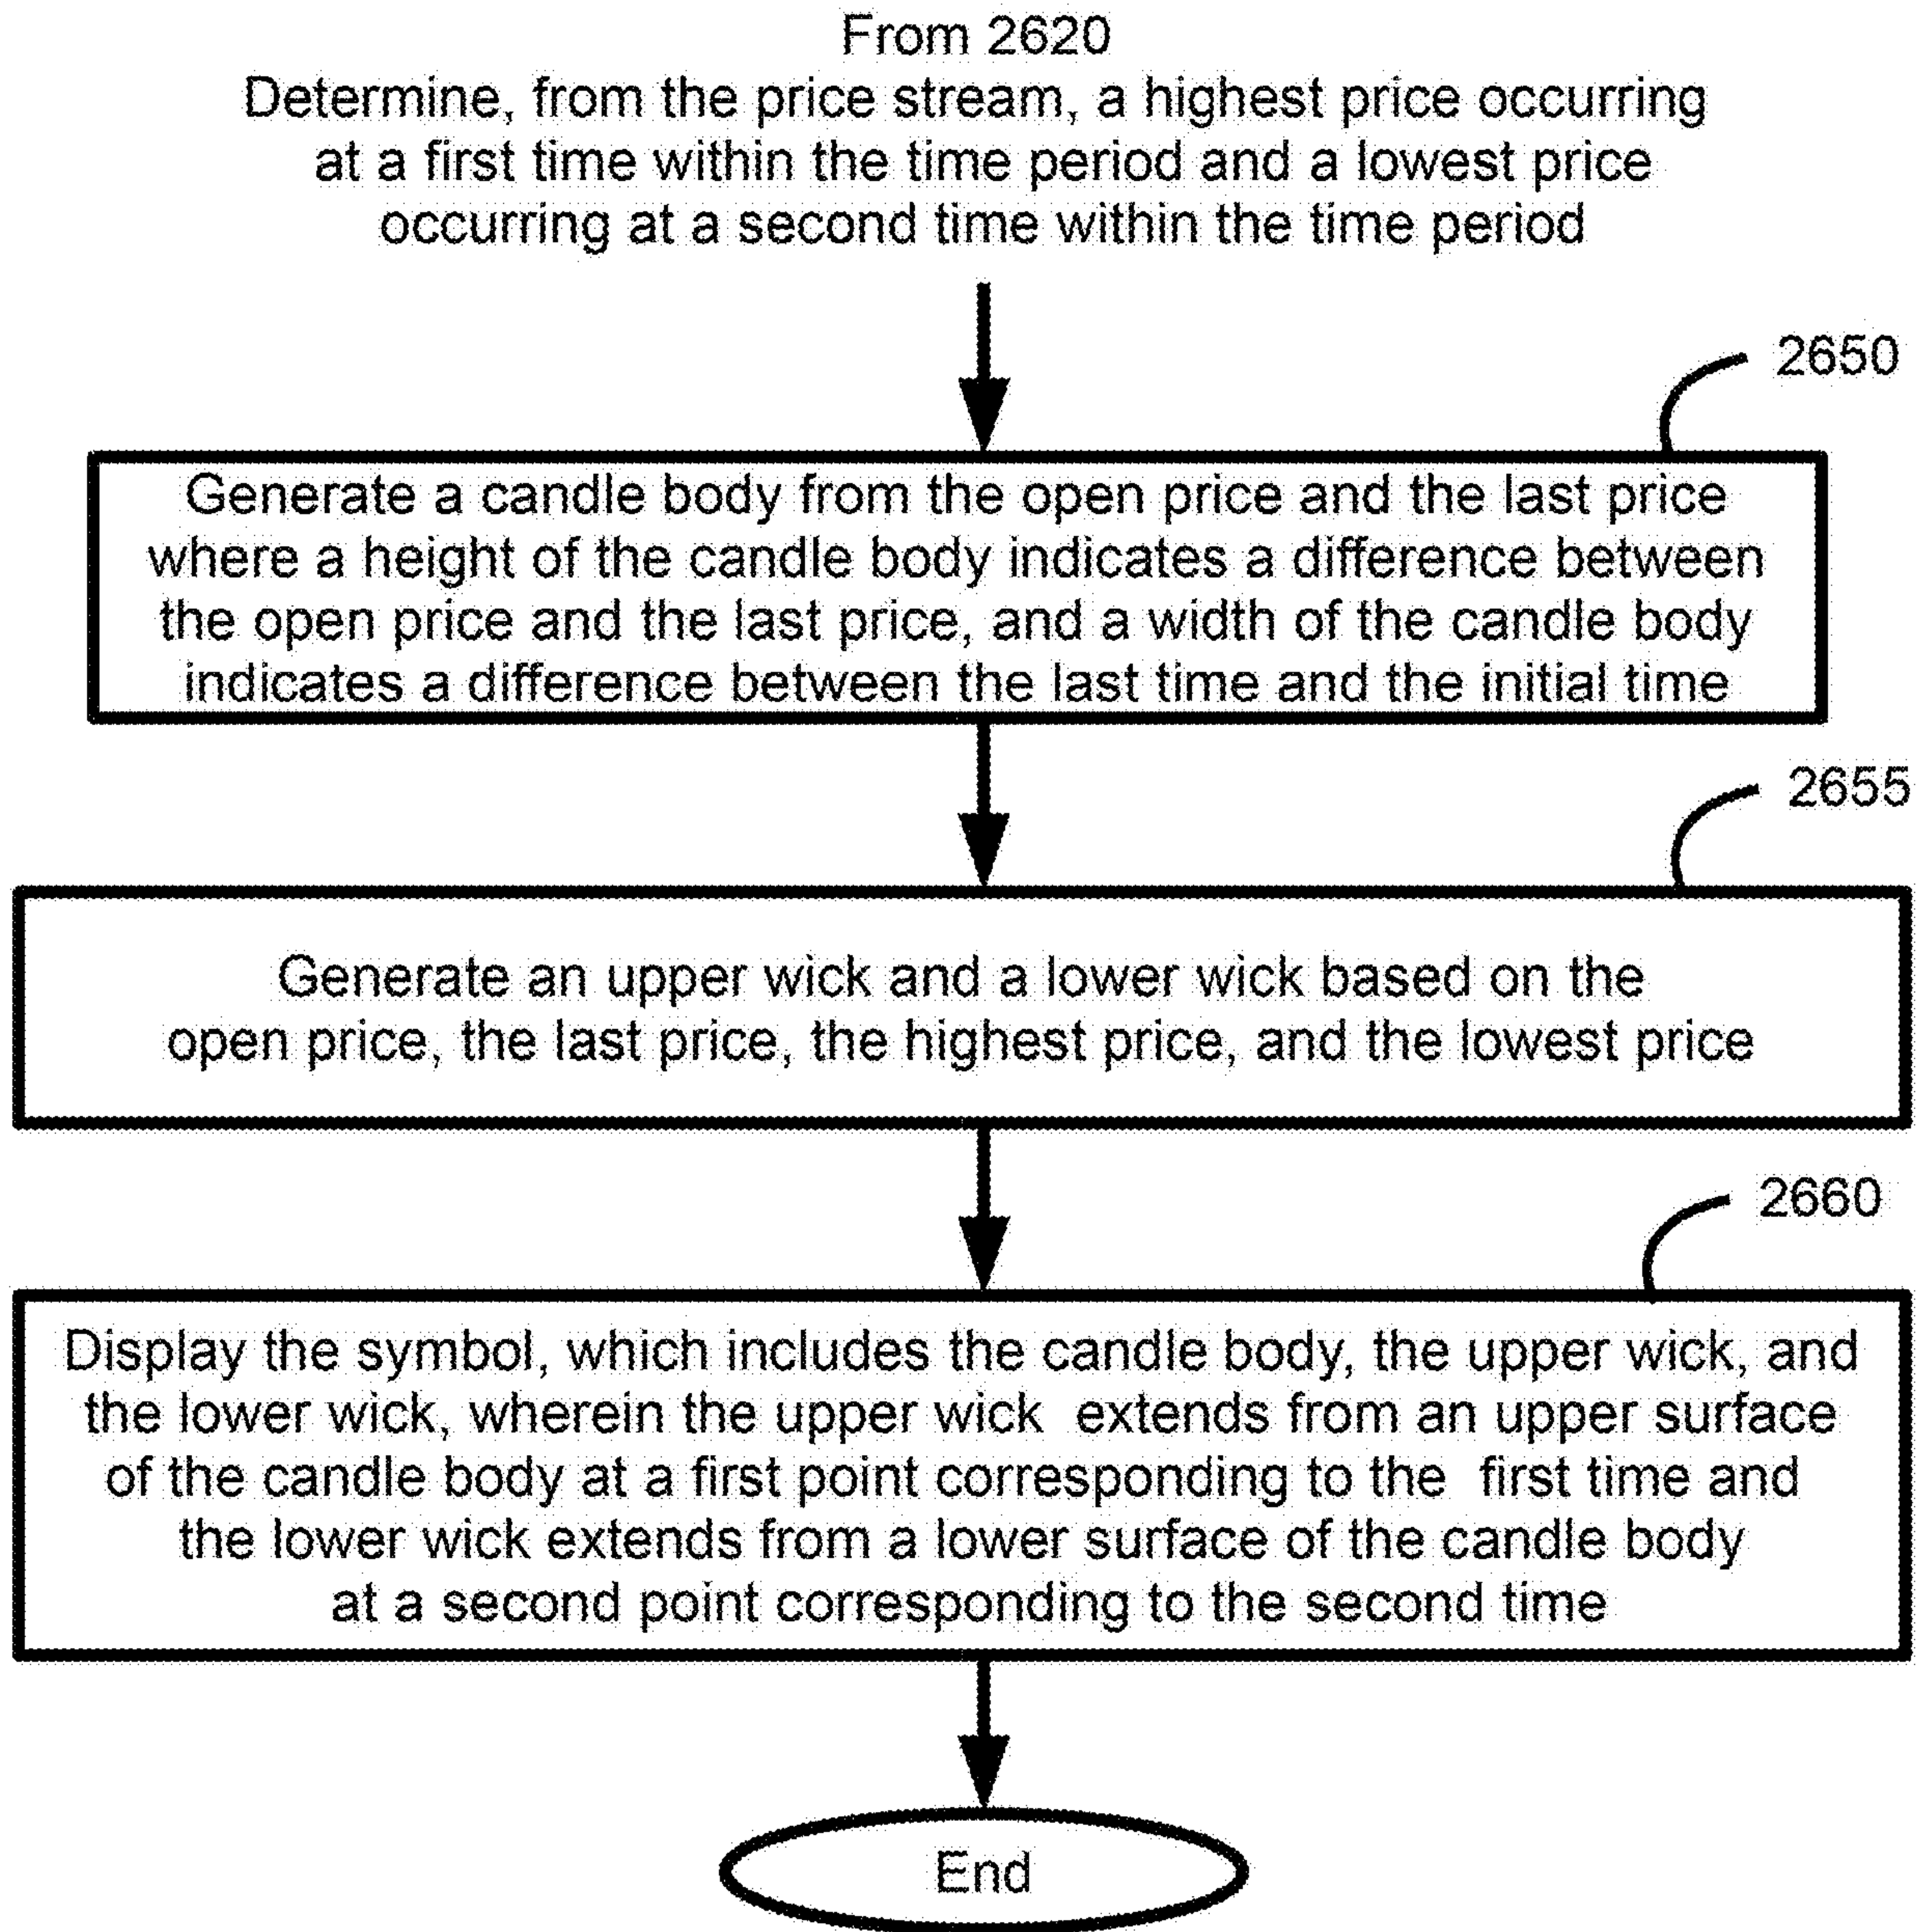 From 2620
Determine, from the price stream, a highest price occurring
at a first time within the time period and a lowest price
occurring at a second time within the time period
2650
Generate a candle body from the open price and the last price
where a height of the candle body indicates a difference between
the open price and the last price, and a width of the candle body
indicates a difference between the last time and the initial time
2655
Generate an upper wick and a lower wick based on the
open price, the last price, the highest price, and the lowest price
2660
Display the symbol, which includes the candle body, the upper wick, and
the lower wick, wherein the upper wick extends from an upper surface
of the candle body at a first point corresponding to the first time and
the lower wick extends from a lower surface of the candle body
at a second point corresponding to the second time
End